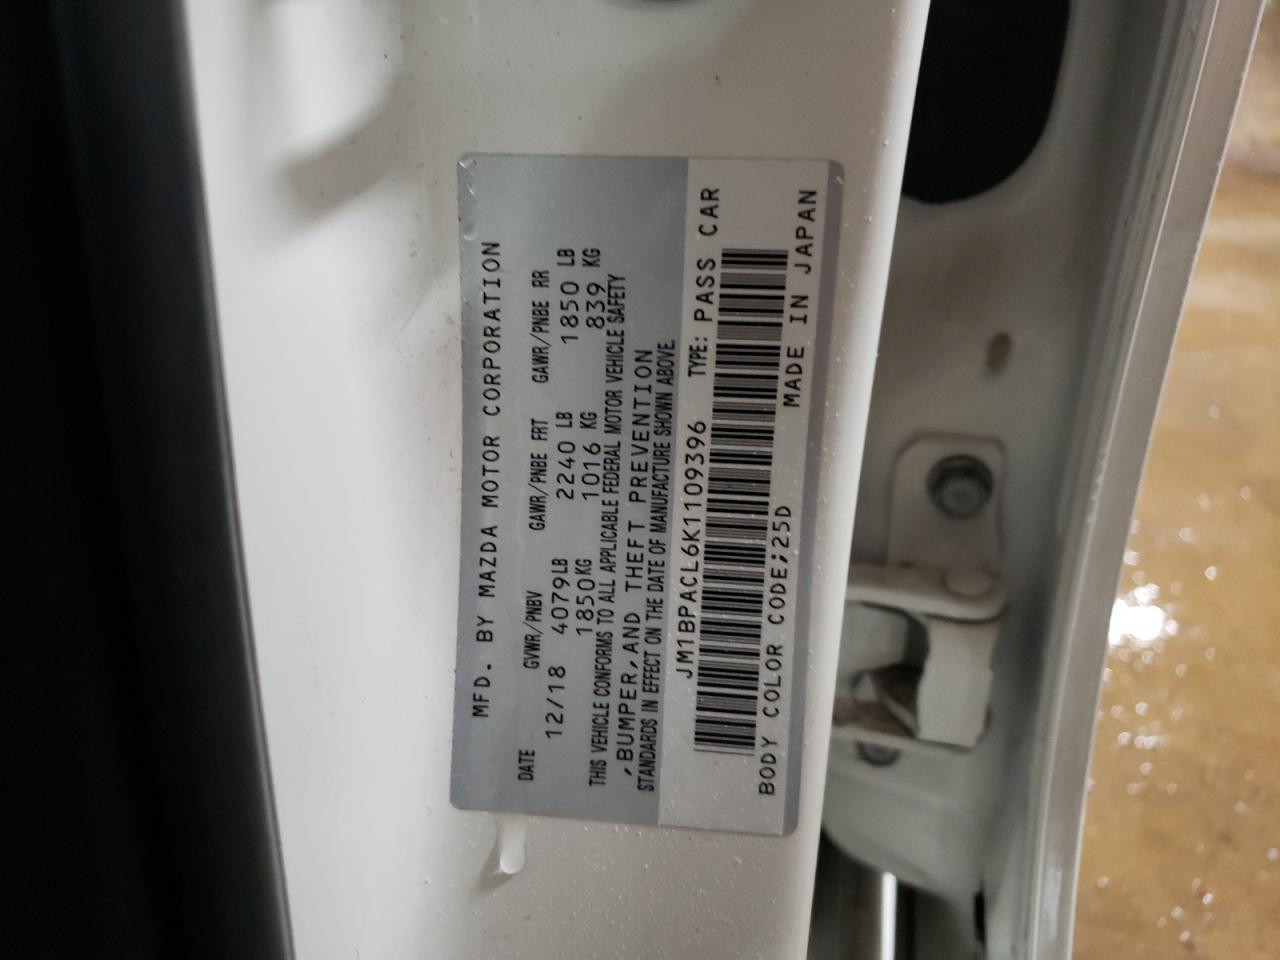 MFD. BY MAZDA MOTOR CORPORATION
DATE GVWR/PNBV GAWR/PNBE FRT GAWR/PNBE RR
12/18 4079LB 2240 LB 1850 LB
1850KG 1016 KG 839 KG
THIS VEHICLE CONFORMS TO ALL APPLICABLE FEDERAL MOTOR VEHICLE SAFETY
,BUMPER,AND THEFT PREVENTION
STANDARDS IN EFFECT ON THE DATE OF MANUFACTURE SHOWN ABOVE.
JM1BPACL6K1109396 TYPE: PASS CAR
BODY COLOR CODE;25D MADE IN JAPAN